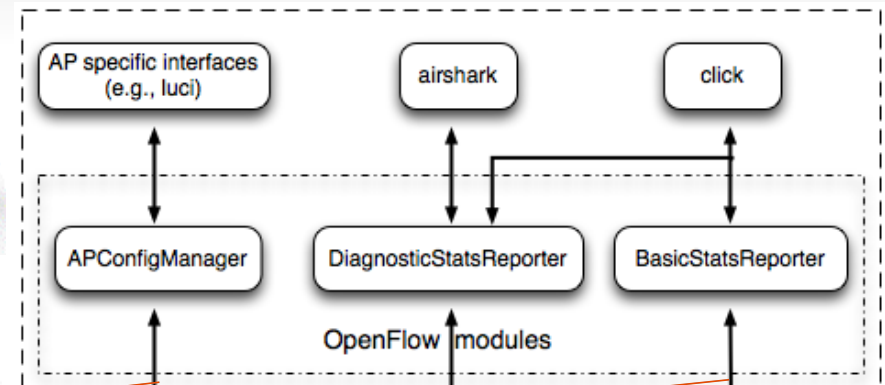 AP specific interfaces
(e.g., luci)
airshark
click
APConfigManager
DiagnosticStatsReporter
BasicStatsReporter
OpenFlow modules